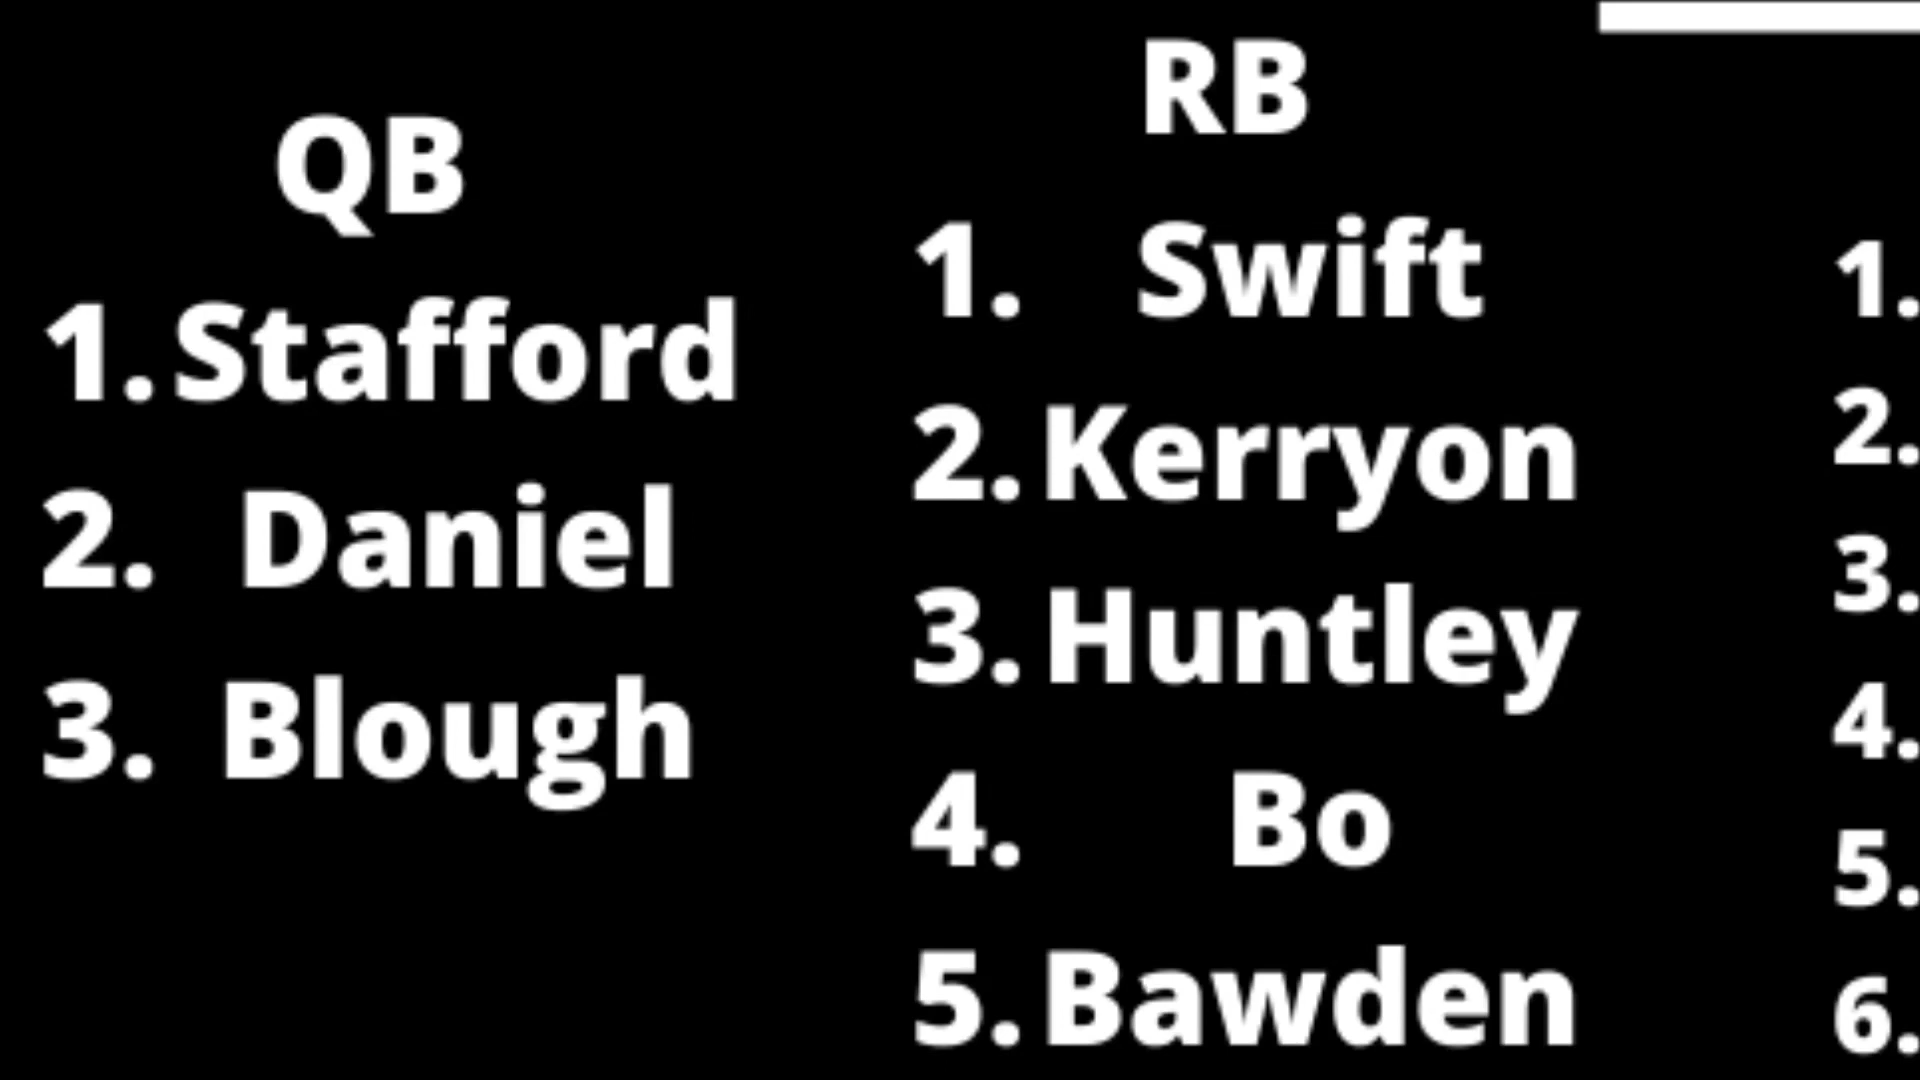 QB
1. Stafford
2. Daniel
3. Blough
RB
1. Swift
2. Kerryon
3. Huntley
4. Bo
5. Bawden
1.
2.
3.
4.
5.
6.